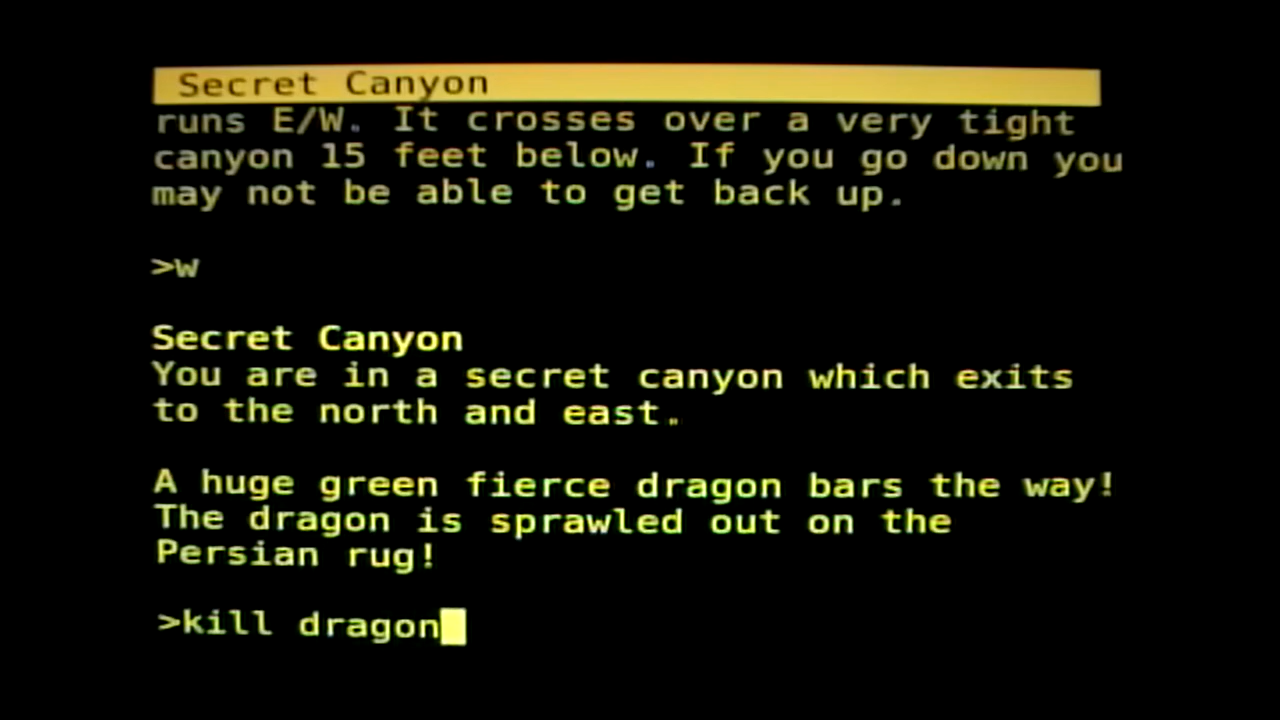 Secret Canyon
runs E/W. It crosses over a very tight
canyon 15 feet below. If you go down you
may not be able to get back up.
>w
Secret Canyon
You are in a secret canyon which exits
to the north and east.
A huge green fierce dragon bars the way!
The dragon is sprawled out on the
Persian rug!
>kill dragon